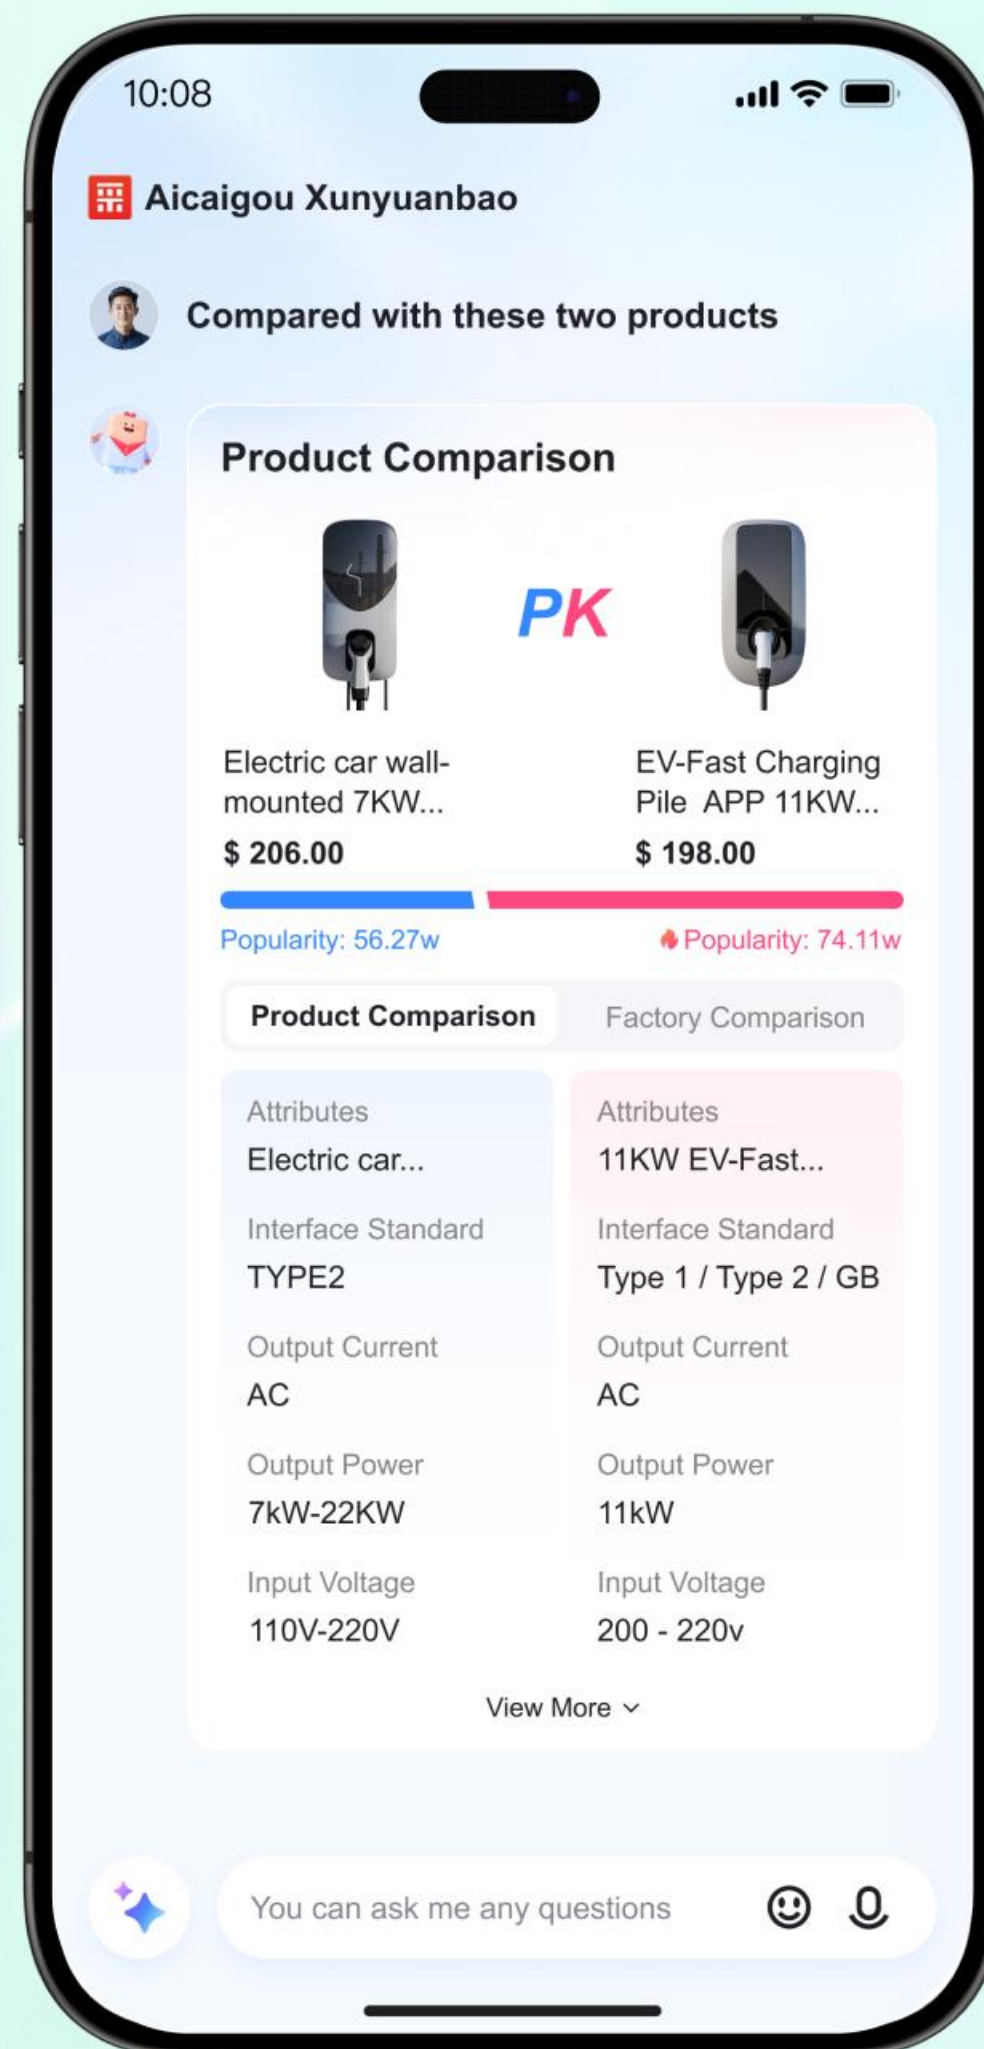 10:08
Aicaigou Xunyuanbao
Compared with these two products
Product Comparison
PK
Electric car wall-
mounted 7KW...
$ 206.00
EV-Fast Charging
Pile APP 11KW...
$ 198.00
Popularity: 56.27w
Popularity: 74.11w
Product Comparison
Factory Comparison
Attributes
Electric car...
Interface Standard
TYPE2
Output Current
AC
Output Power
7kW-22KW
Input Voltage
110V-220V
Attributes
11KW EV-Fast...
Interface Standard
Type 1 / Type 2 / GB
Output Current
AC
Output Power
11kW
Input Voltage
200 - 220v
View More
You can ask me any questions